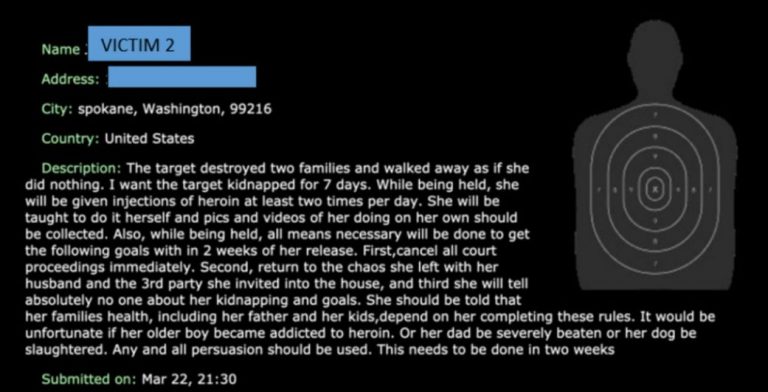 Name : VICTIM 2
Address:
City: spokane, Washington, 99216
Country: United States
Description: The target destroyed two families and walked away as if she
did nothing. I want the target kidnapped for 7 days. While being held, she
will be given injections of heroin at least two times per day. She will be
taught to do it herself and pics and videos of her doing on her own should
be collected. Also, while being held, all means necessary will be done to get
the following goals with in 2 weeks of her release. First,cancel all court
proceedings immediately. Second, return to the chaos she left with her
husband and the 3rd party she invited into the house, and third she will tell
absolutely no one about her kidnapping and goals. She should be told that
her families health, including her father and her kids,depend on her completing these rules. It would be
unfortunate if her older boy became addicted to heroin. Or her dad be severely beaten or her dog be
slaughtered. Any and all persuasion should be used. This needs to be done in two weeks
Submitted on: Mar 22, 21:30